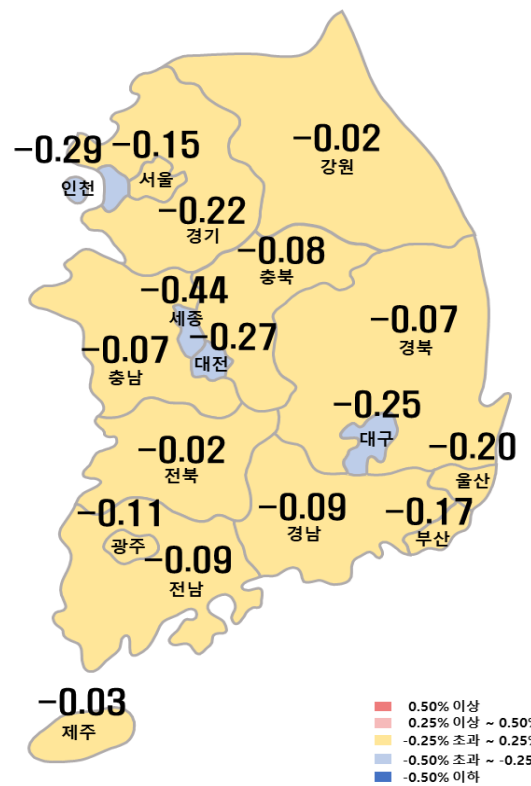 -0.02
강원
-0.29
인천
-0.15
서울
-0.22
경기
-0.08
충북
-0.44
세종
-0.27
대전
-0.07
충남
-0.07
경북
-0.25
대구
-0.20
울산
-0.02
전북
-0.09
경남
-0.17
부산
-0.11
광주
-0.09
전남
-0.03
제주
0.50% 이상
0.25% 이상 ~ 0.50%
-0.25% 초과 ~ 0.25%
-0.50% 초과 ~ -0.25
-0.50% 이하